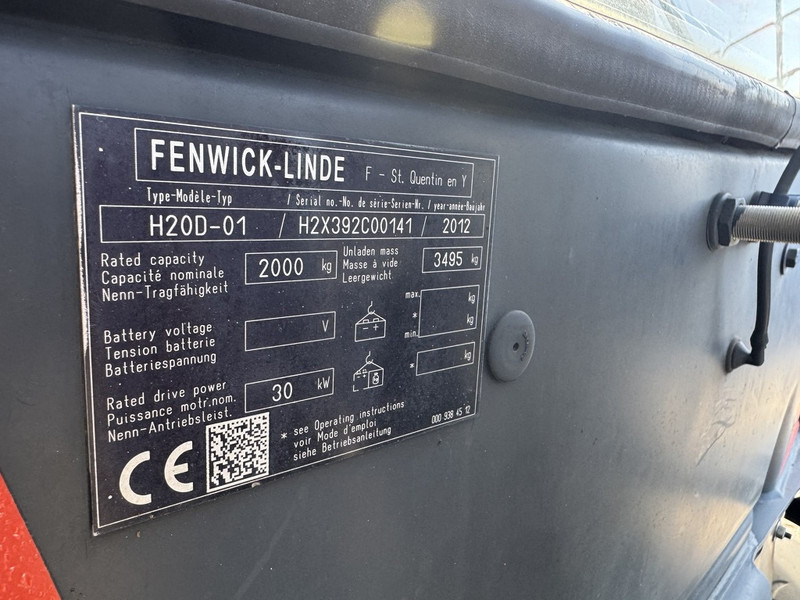 FENWICK-LINDE F - St. Quentin en Y
Type-Modèle-Typ / Serial no.-No. de série-Serien-Nr. / year-année-Baujahr
H20D-01 / H2X392C00141 / 2012
Rated capacity
Capacité nominale
Nenn-Tragfähigkeit
2000 kg
Unladen mass
Masse à vide
Leergewicht
3495 kg
Battery voltage
Tension batterie
Batteriespannung
V
max. kg
*
min. kg
Rated drive power
Puissance motr.nom.
Nenn-Antriebsleist.
30 kW
* kg
CE
* see Operating instructions
voir Mode d'emploi
siehe Betriebsanleitung
000 938 45 12